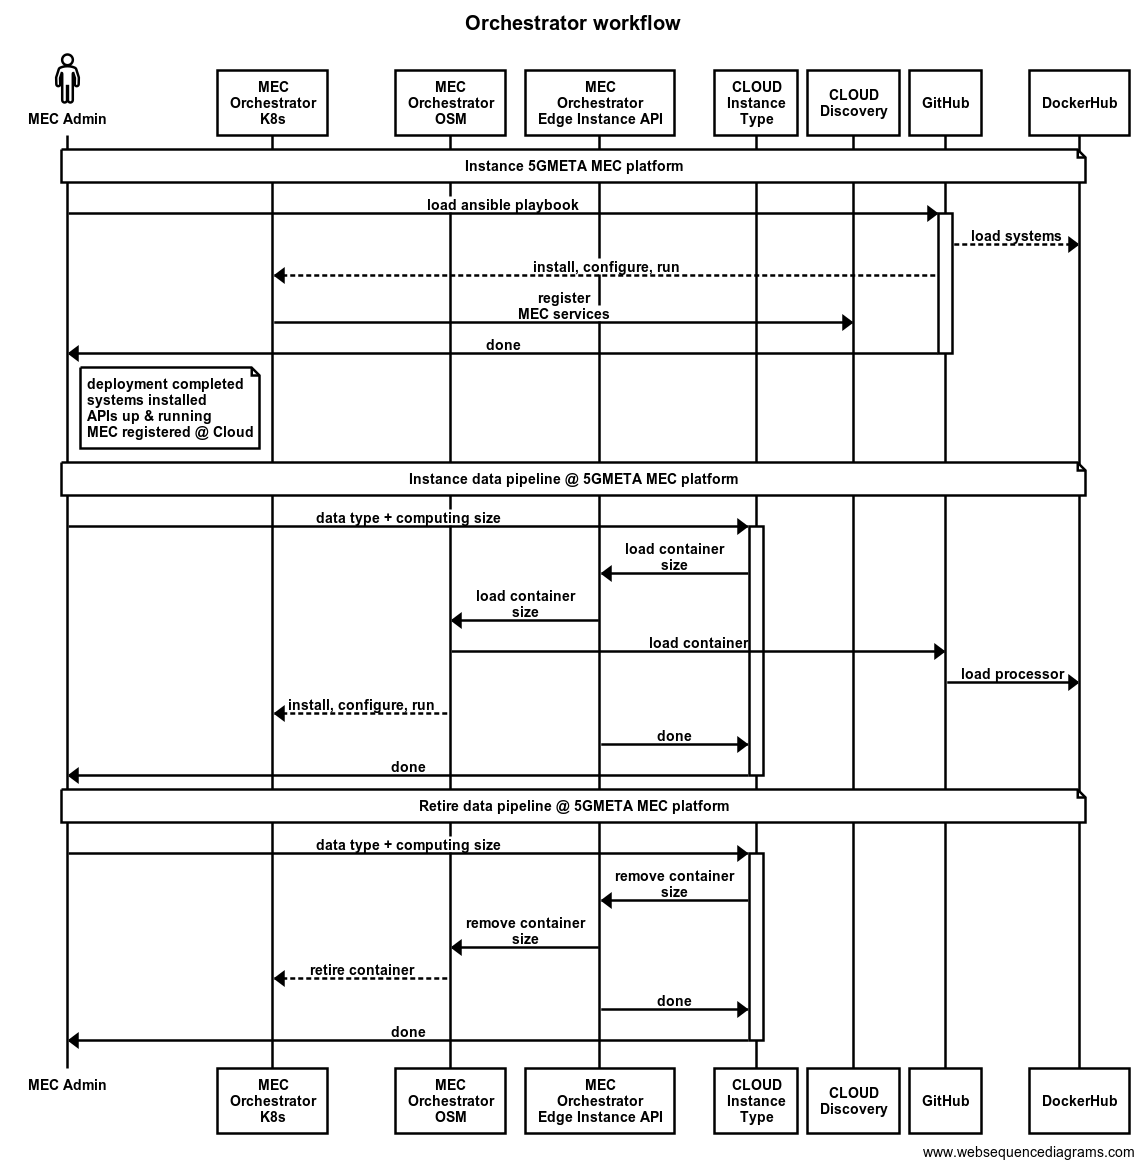 Orchestrator workflow
MEC Admin
MEC
Orchestrator
K8s
MEC
Orchestrator
OSM
MEC
Orchestrator
Edge Instance API
CLOUD
Instance
Type
CLOUD
Discovery
GitHub
DockerHub
Instance 5GMETA MEC platform
load ansible playbook
load systems
install, configure, run
register
MEC services
done
deployment completed
systems installed
APIs up & running
MEC registered @ Cloud
Instance data pipeline @ 5GMETA MEC platform
data type + computing size
load container
size
load container
size
load container
load processor
install, configure, run
done
done
Retire data pipeline @ 5GMETA MEC platform
data type + computing size
remove container
size
remove container
size
retire container
done
done
MEC Admin
MEC
Orchestrator
K8s
MEC
Orchestrator
OSM
MEC
Orchestrator
Edge Instance API
CLOUD
Instance
Type
CLOUD
Discovery
GitHub
DockerHub
www.websequencediagrams.com